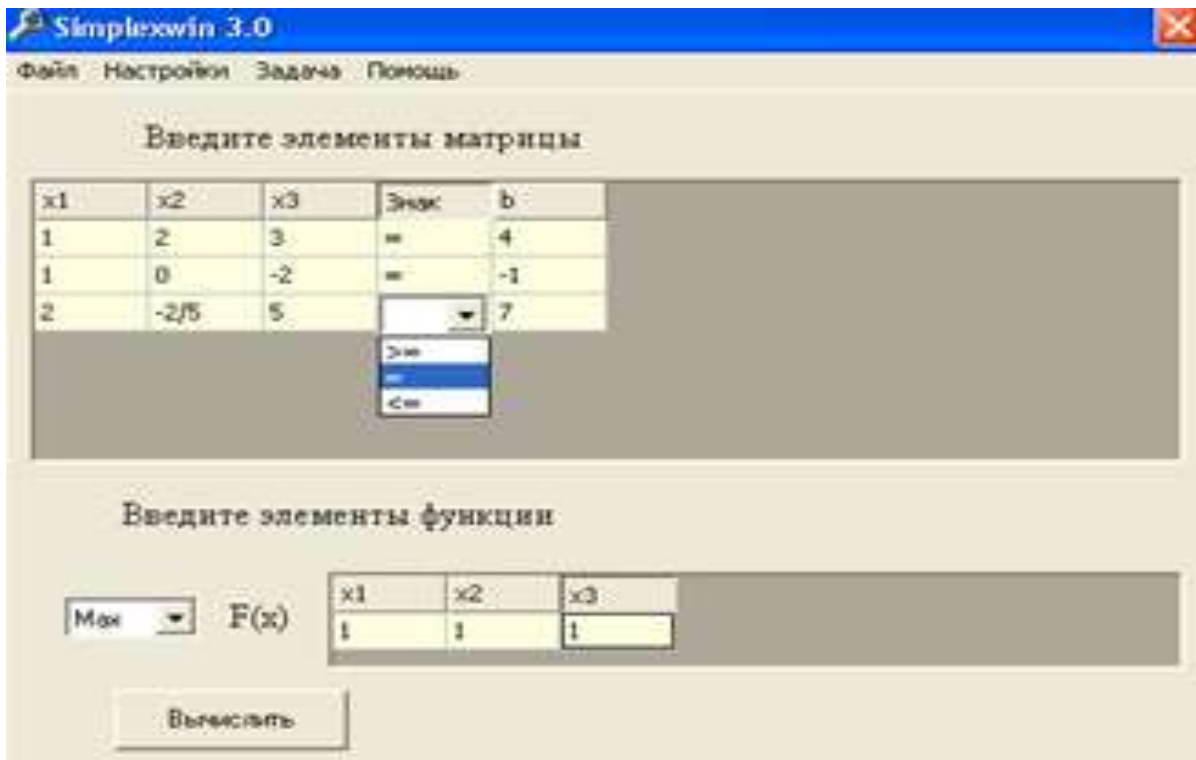 Simplexwin 3.0
Файл Настройки Задача Помощь
Введите элементы матрицы
x1 x2 x3 Знак b
1 2 3 = 4
1 0 -2 = -1
2 -2/5 5 7
>=
=
<=
Введите элементы функции
x1 x2 x3
Max F(x)
1 1 1
Вычислить